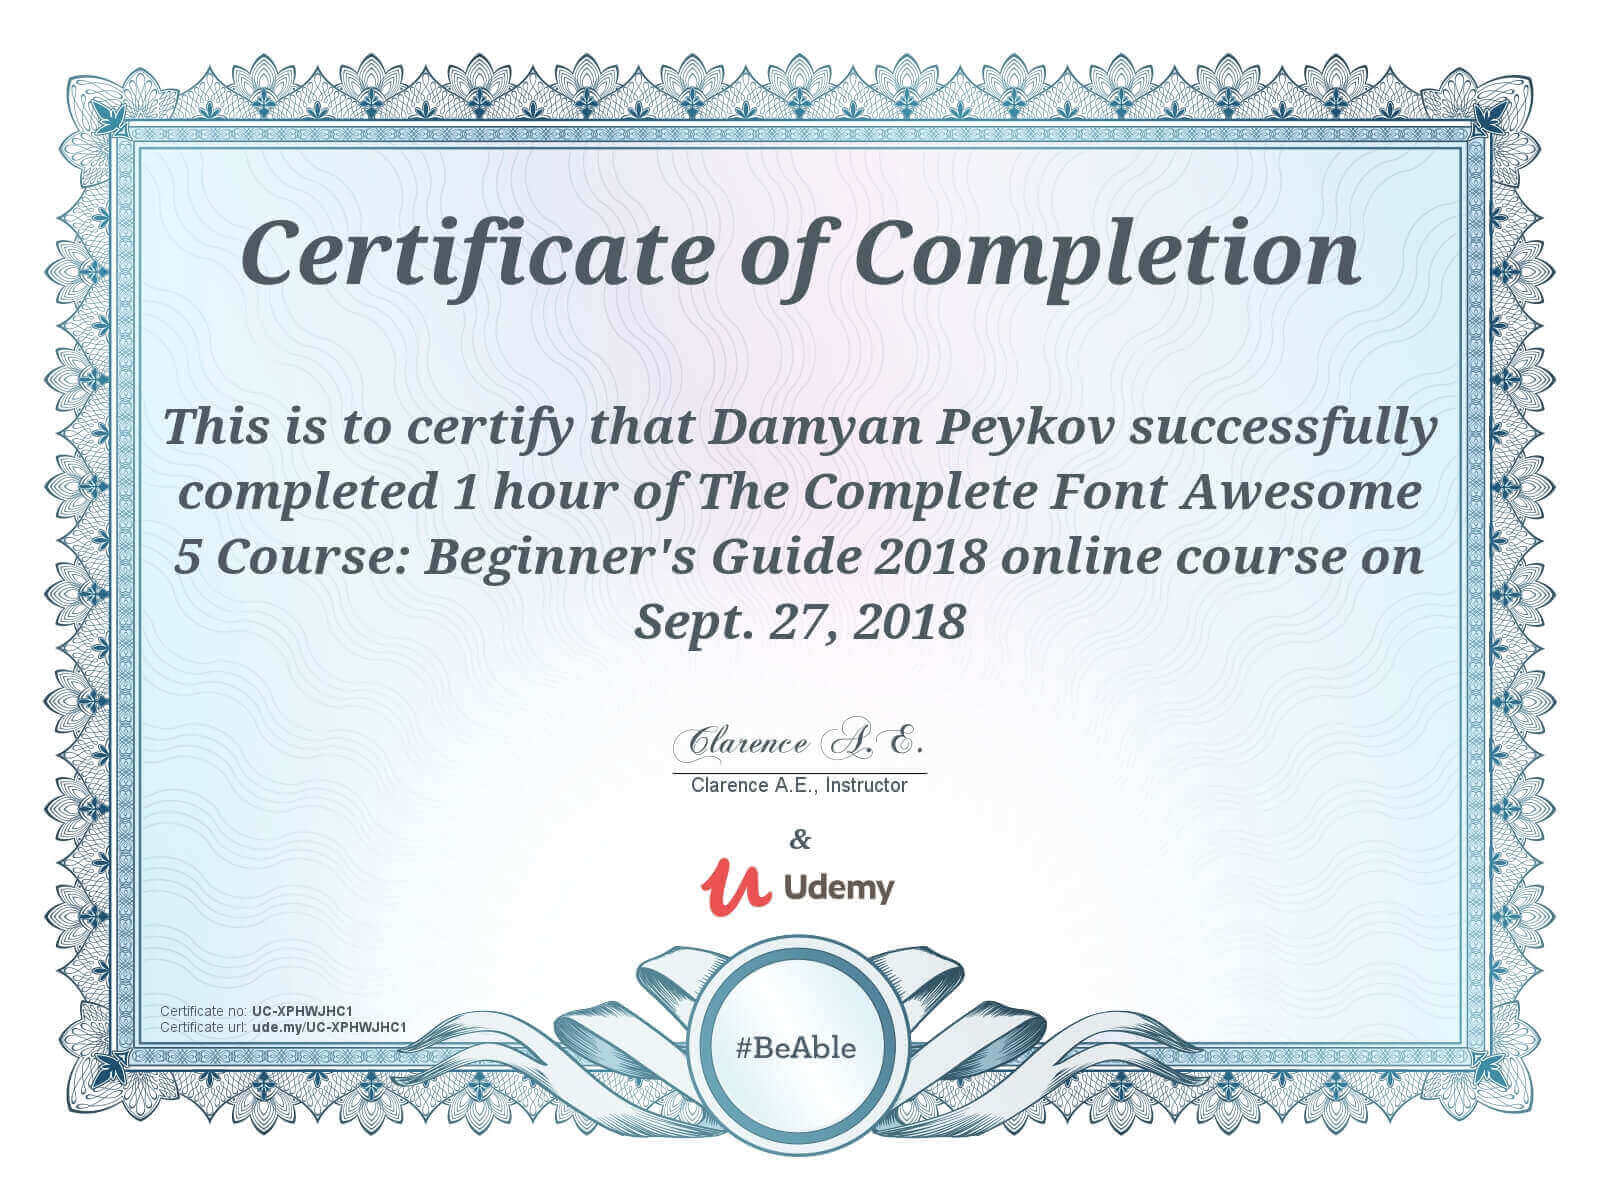 Certificate of Completion
This is to certify that Damyan Peykov successfully
completed 1 hour of The Complete Font Awesome
5 Course: Beginner's Guide 2018 online course on
Sept. 27, 2018
Clarence A. E.
Clarence A.E., Instructor
&
Udemy
Certificate no: UC-XPHWJHC1
Certificate url: ude.my/UC-XPHWJHC1
#BeAble